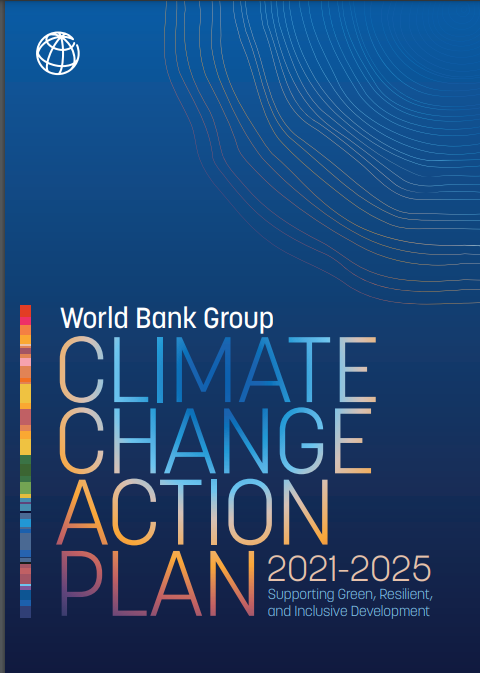 World Bank Group
CLIMATE
CHANGE
ACTION
PLAN 2021-2025
Supporting Green, Resilient,
and Inclusive Development